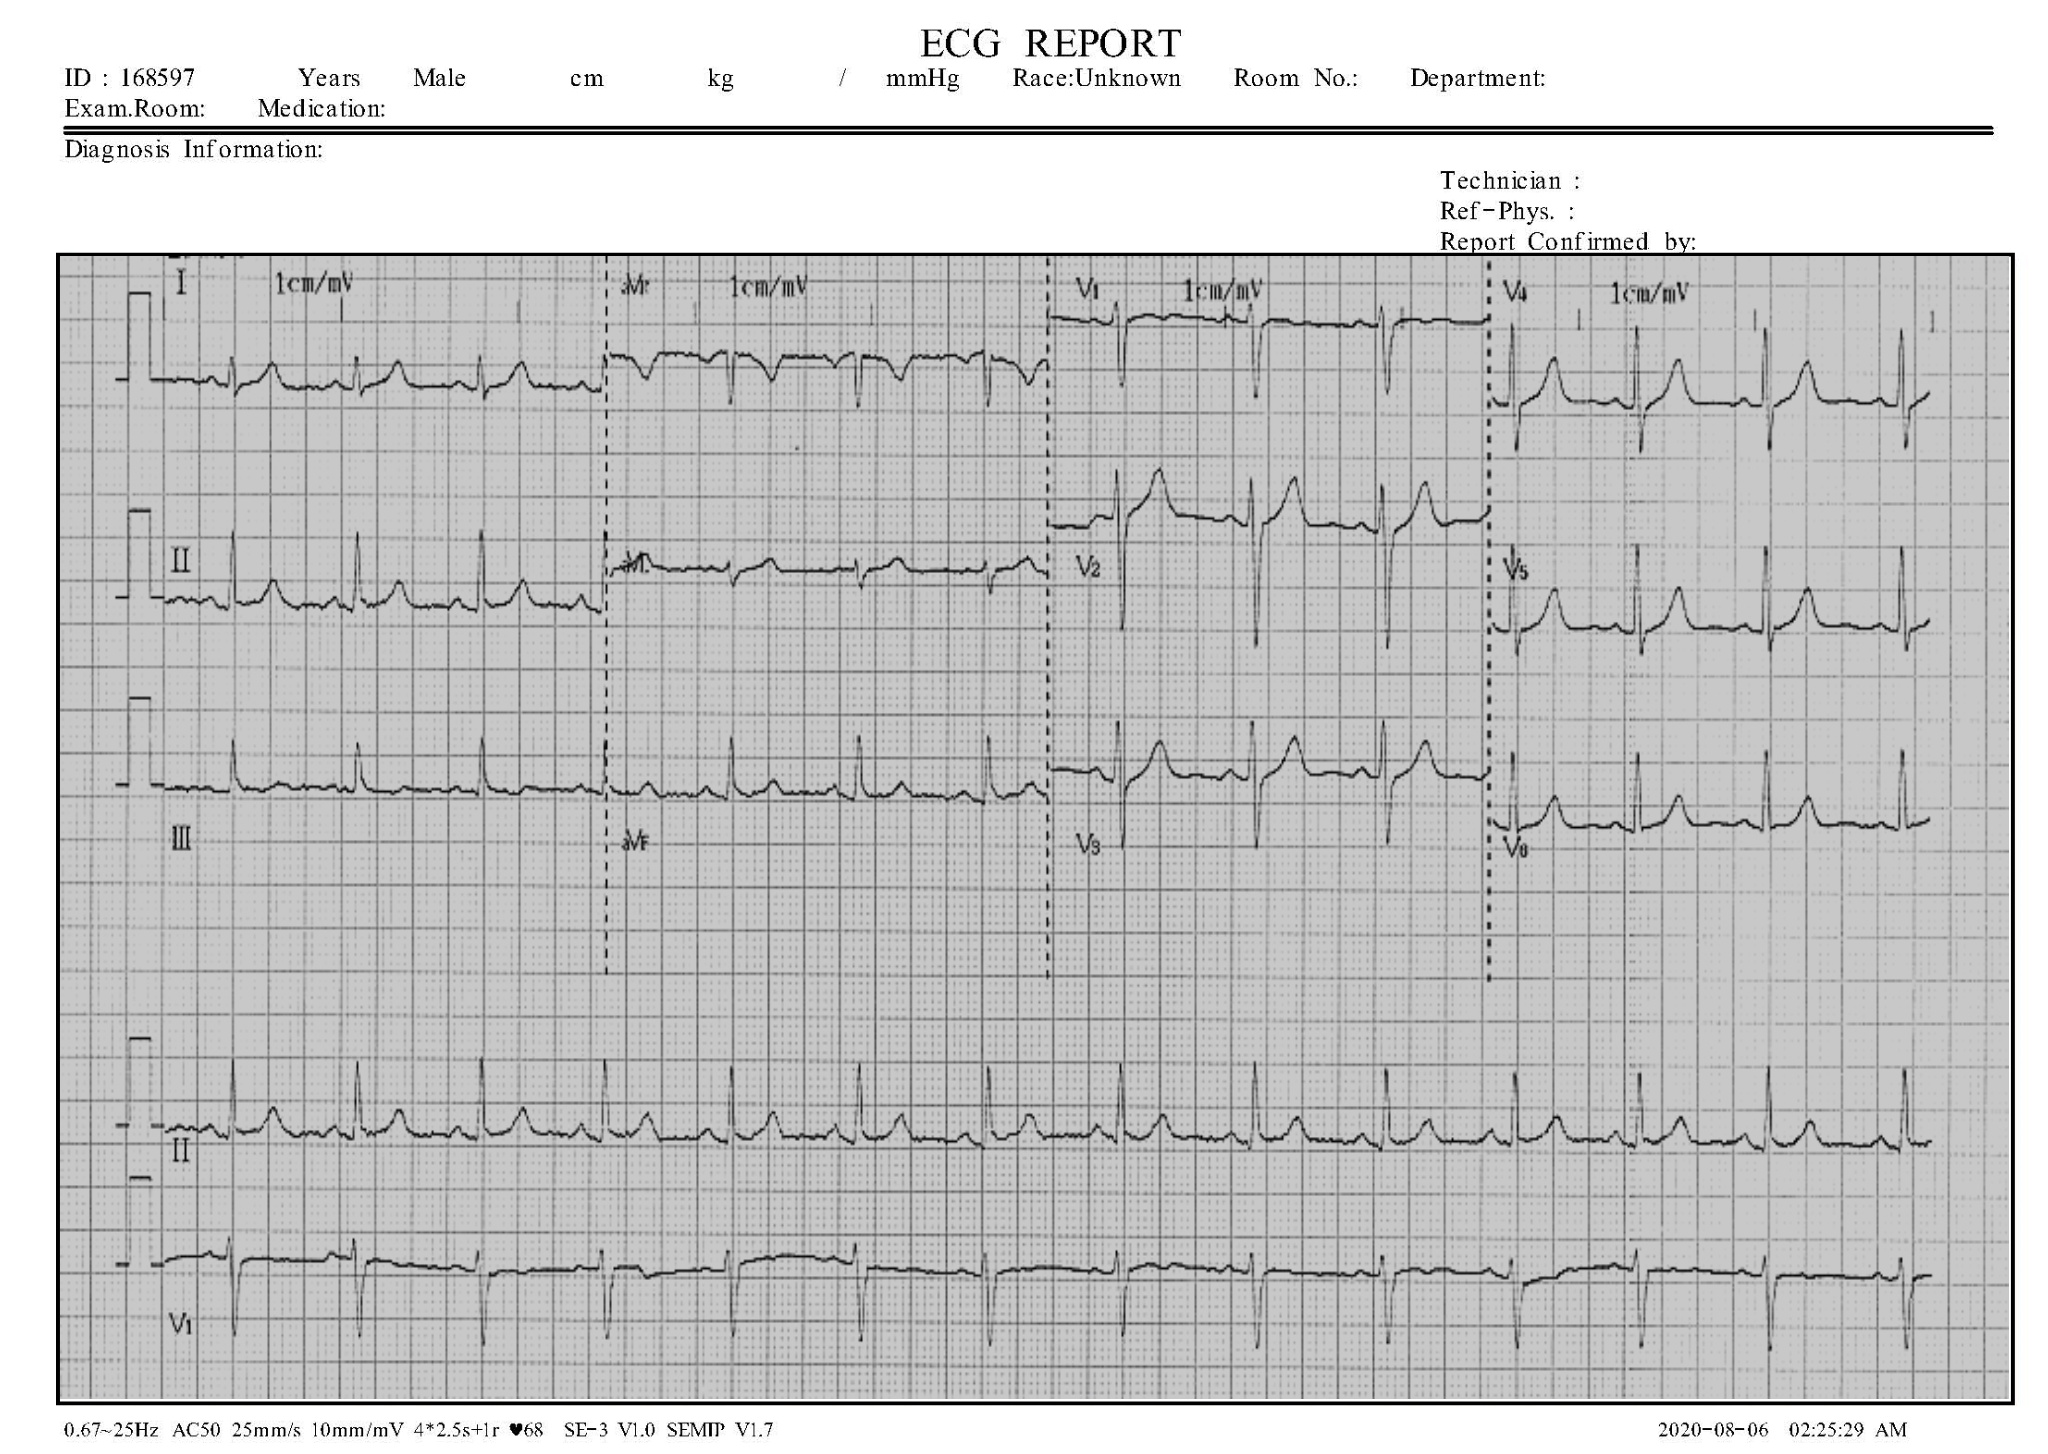 ECG REPORT
ID : 168597 Years Male cm kg / mmHg Race:Unknown Room No.: Department:
Exam.Room: Medication:
Diagnosis Information:
Technician :
Ref-Phys. :
Report Confirmed by:
I 1cm/mV aVR 1cm/mV V1 1cm/mV V4 1cm/mV
II V2 V5
III aVF V3 V6
II
V1
0.67~25Hz AC50 25mm/s 10mm/mV 4*2.5s+1r ♥68 SE-3 V1.0 SEMIP V1.7 2020-08-06 02:25:29 AM